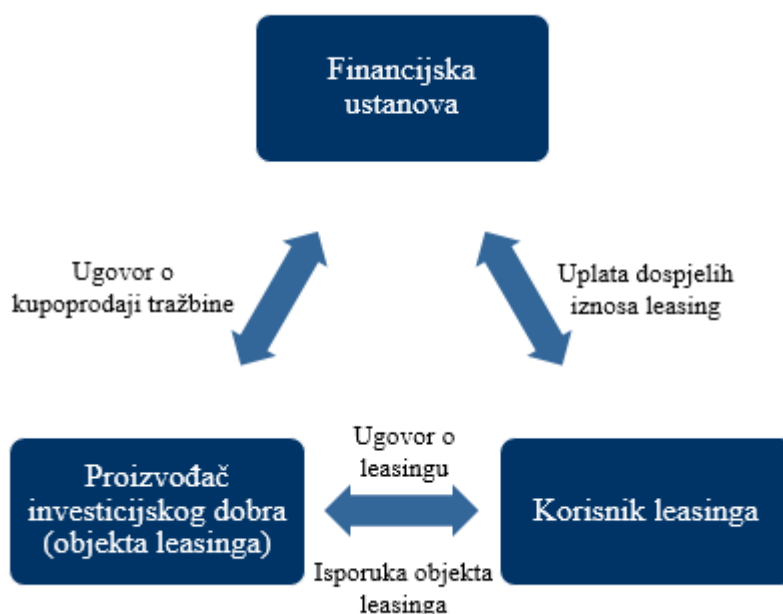 Financijska
ustanova
Ugovor o
kupoprodaji tražbine
Uplata dospjelih
iznosa leasing
Proizvođač
investicijskog dobra
(objekta leasinga)
Ugovor o
leasingu
Isporuka objekta
leasinga
Korisnik leasinga